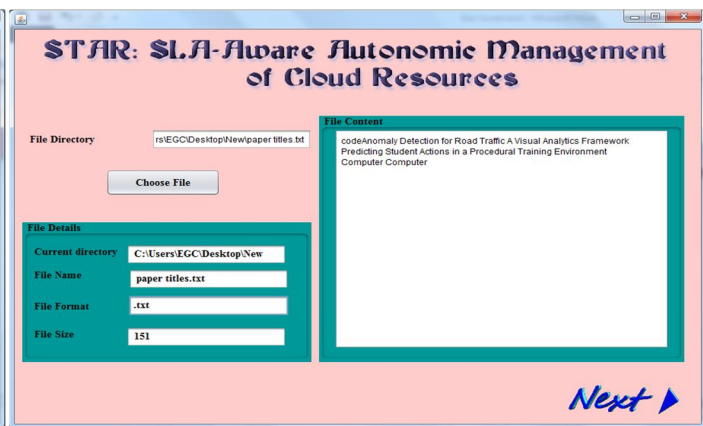 STAR: SLA-Aware Autonomic Management
of Cloud Resources
File Directory
rs\EGC\Desktop\New\paper titles.txt
Choose File
File Details
Current directory
C:\Users\EGC\Desktop\New
File Name
paper titles.txt
File Format
.txt
File Size
151
File Content
codeAnomaly Detection for Road Traffic A Visual Analytics Framework
Predicting Student Actions in a Procedural Training Environment
Computer Computer
Next